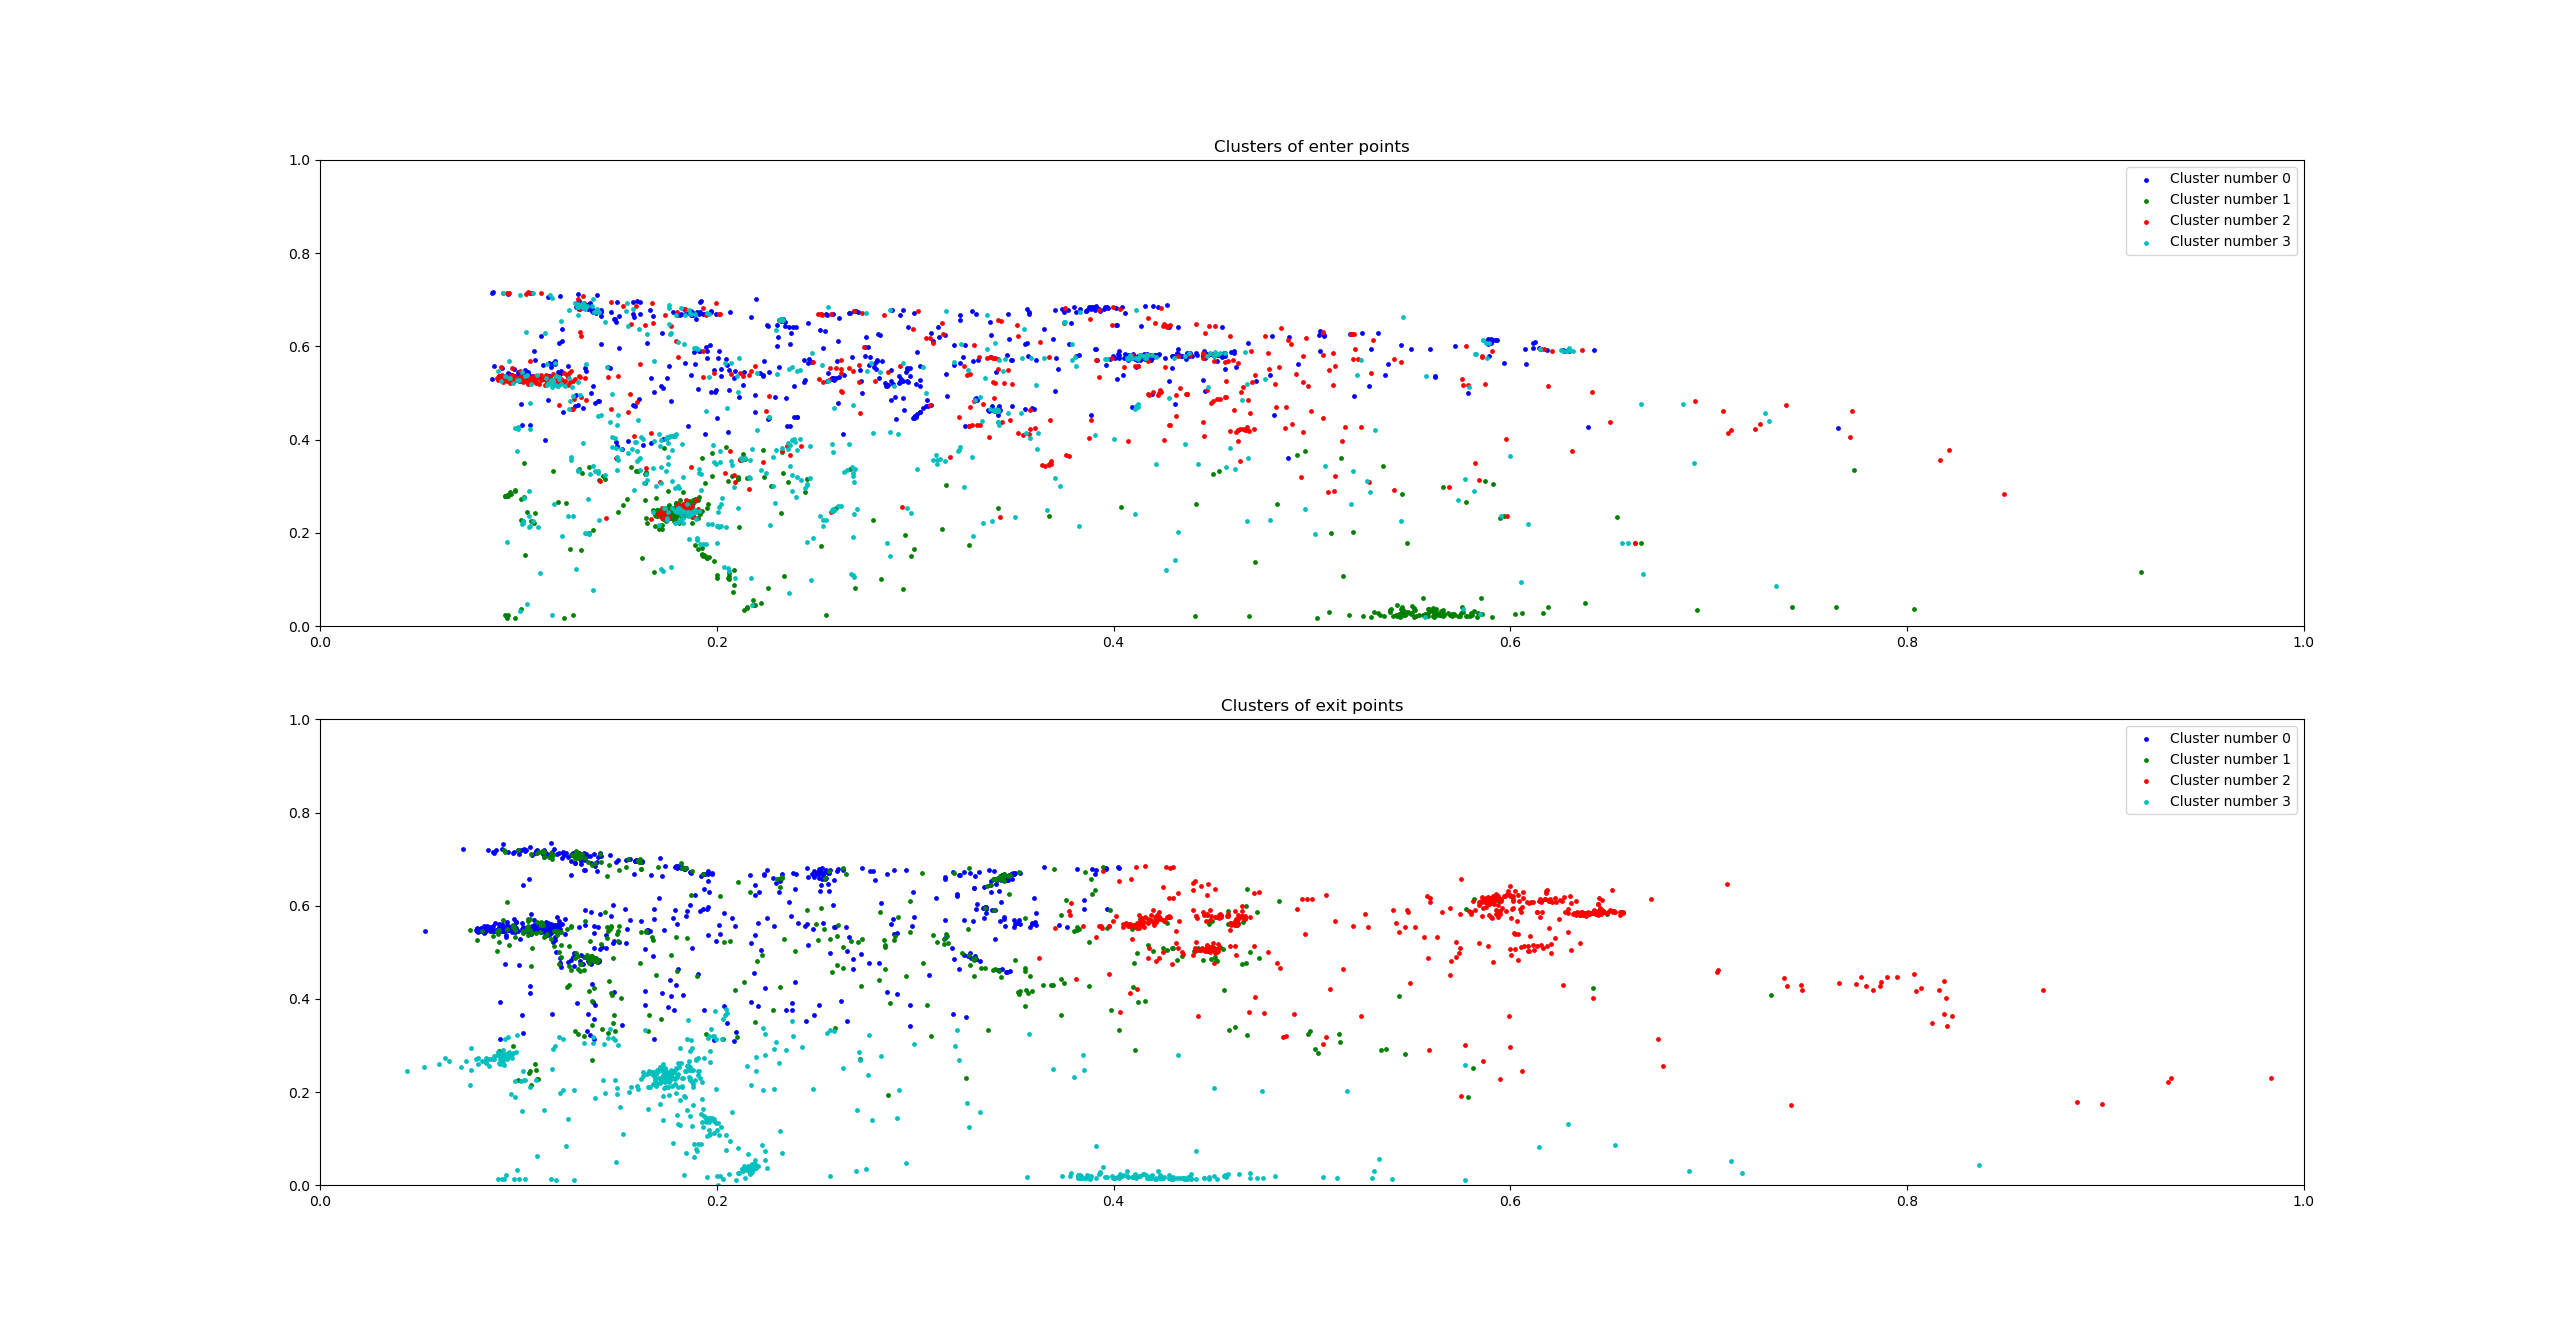 Clusters of enter points
1.0
0.8
0.6
0.4
0.2
0.0
0.0 0.2 0.4 0.6 0.8 1.0
Cluster number 0
Cluster number 1
Cluster number 2
Cluster number 3
Clusters of exit points
1.0
0.8
0.6
0.4
0.2
0.0
0.0 0.2 0.4 0.6 0.8 1.0
Cluster number 0
Cluster number 1
Cluster number 2
Cluster number 3